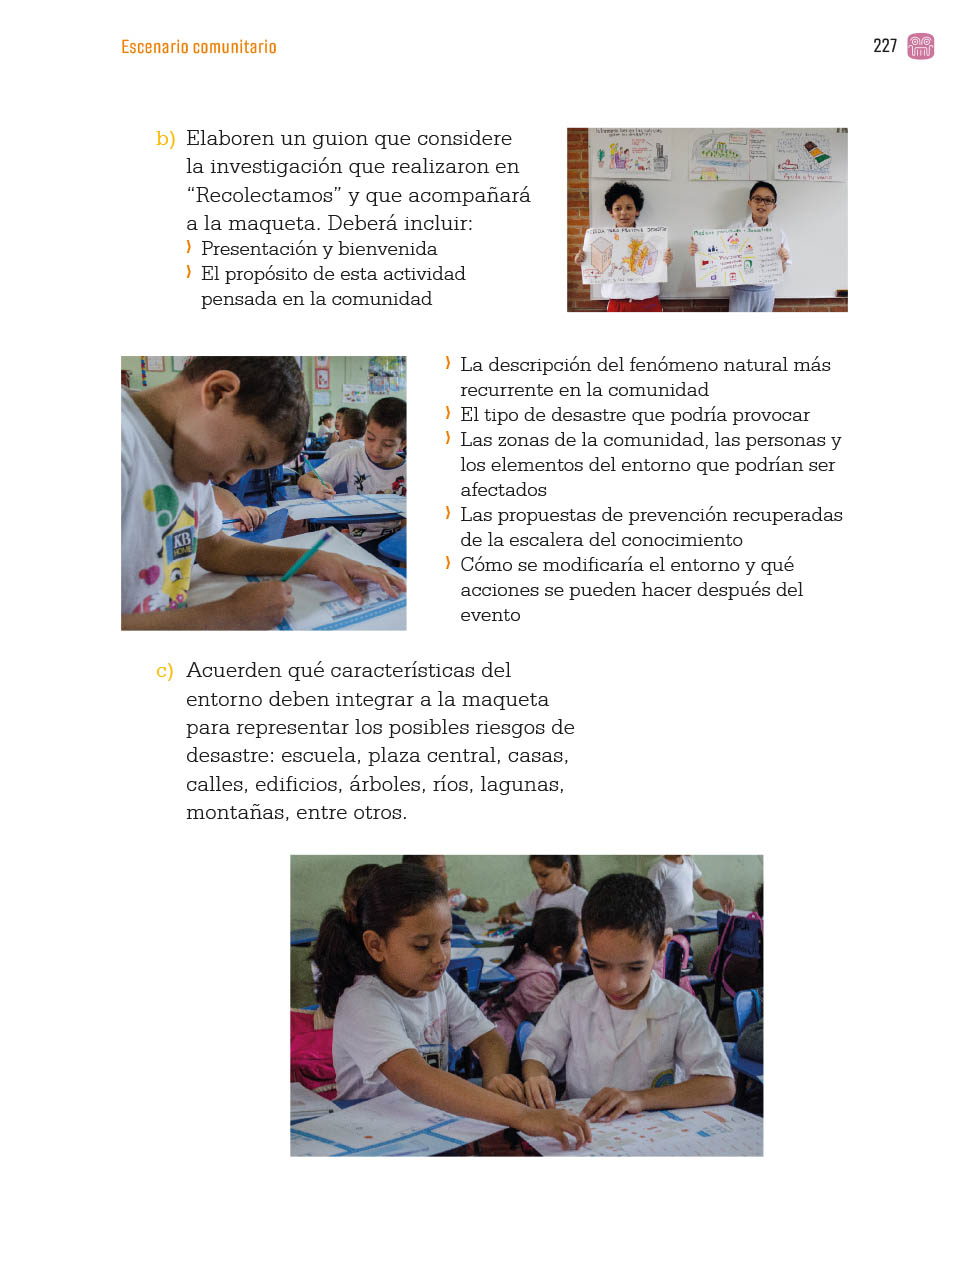 Escenario comunitario
227
b) Elaboren un guion que considere
la investigación que realizaron en
“Recolectamos” y que acompañará
a la maqueta. Deberá incluir:
⟩ Presentación y bienvenida
⟩ El propósito de esta actividad
pensada en la comunidad
⟩ La descripción del fenómeno natural más
recurrente en la comunidad
⟩ El tipo de desastre que podría provocar
⟩ Las zonas de la comunidad, las personas y
los elementos del entorno que podrían ser
afectados
⟩ Las propuestas de prevención recuperadas
de la escalera del conocimiento
⟩ Cómo se modificaría el entorno y qué
acciones se pueden hacer después del
evento
KB
HOME
c) Acuerden qué características del
entorno deben integrar a la maqueta
para representar los posibles riesgos de
desastre: escuela, plaza central, casas,
calles, edificios, árboles, ríos, lagunas,
montañas, entre otros.